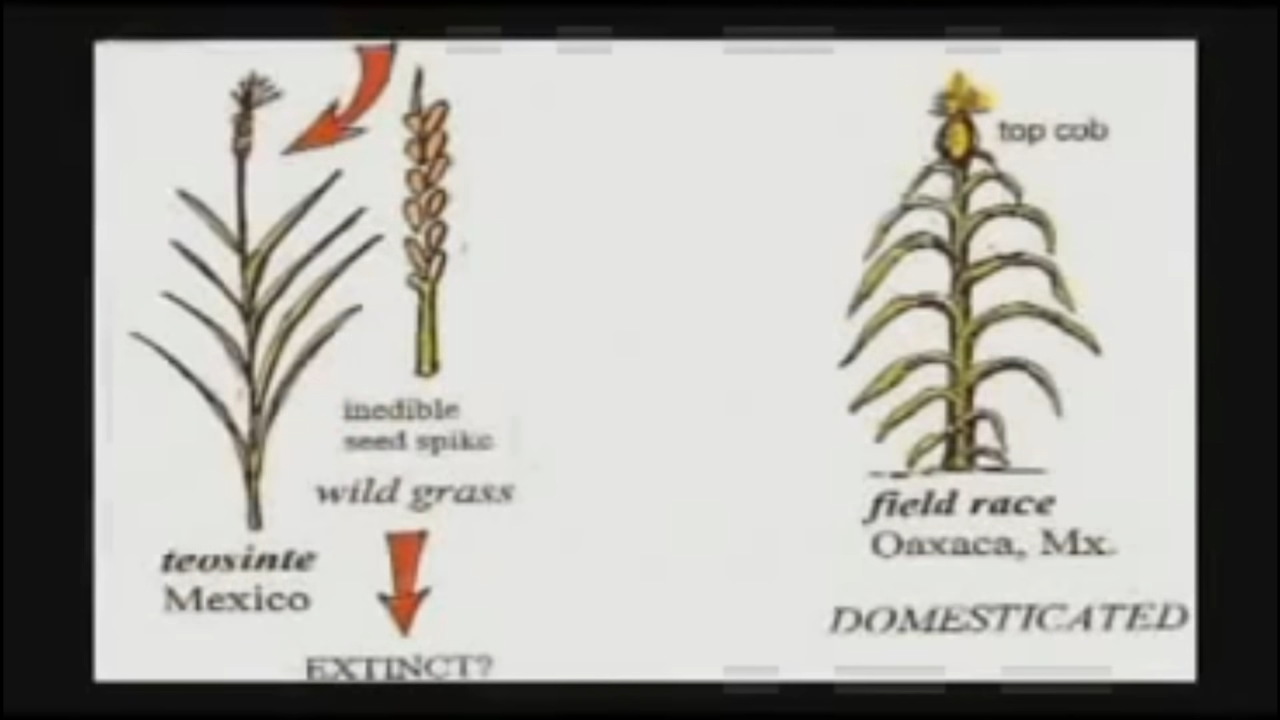 top cob
inedible
seed spike
wild grass
teosinte
Mexico
EXTINCT?
field race
Oaxaca, Mx.
DOMESTICATED